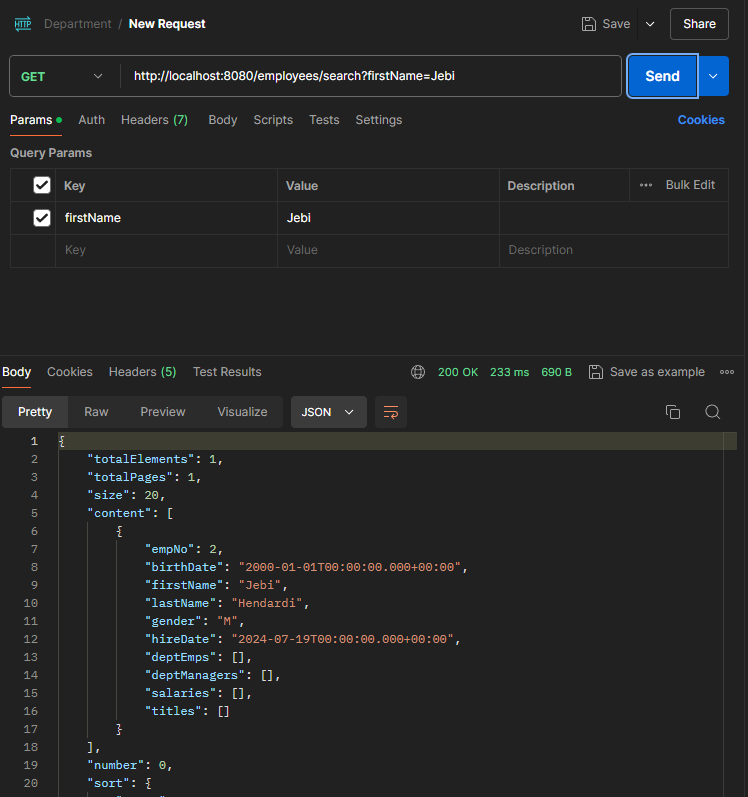 HTTP Department / New Request Save Share
GET http://localhost:8080/employees/search?firstName=Jebi Send
Params Auth Headers (7) Body Scripts Tests Settings Cookies
Query Params
Key Value Description Bulk Edit
firstName Jebi
Key Value Description
Body Cookies Headers (5) Test Results 200 OK 233 ms 690 B Save as example
Pretty Raw Preview Visualize JSON
1 {
2 "totalElements": 1,
3 "totalPages": 1,
4 "size": 20,
5 "content": [
6 {
7 "empNo": 2,
8 "birthDate": "2000-01-01T00:00:00.000+00:00",
9 "firstName": "Jebi",
10 "lastName": "Hendardi",
11 "gender": "M",
12 "hireDate": "2024-07-19T00:00:00.000+00:00",
13 "deptEmps": [],
14 "deptManagers": [],
15 "salaries": [],
16 "titles": []
17 }
18 ],
19 "number": 0,
20 "sort": {